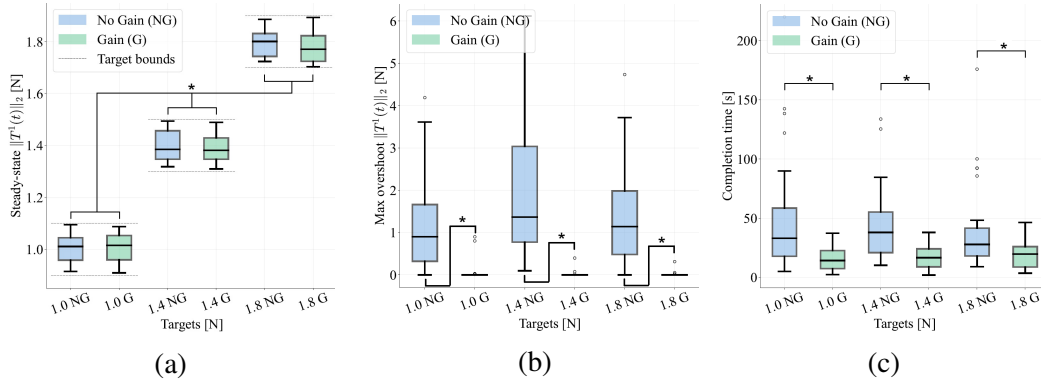 No Gain (NG)
Gain (G)
Target bounds
Steady-state ||T¹(t)||₂ [N]
1.8
1.6
1.4
1.2
1.0
*
1.0 NG
1.0 G
1.4 NG
1.4 G
1.8 NG
1.8 G
Targets [N]
(a)
No Gain (NG)
Gain (G)
Max overshoot ||T¹(t)||₂ [N]
6
5
4
3
2
1
0
*
*
*
1.0 NG
1.0 G
1.4 NG
1.4 G
1.8 NG
1.8 G
Targets [N]
(b)
No Gain (NG)
Gain (G)
Completion time [s]
200
150
100
50
0
*
*
*
1.0 NG
1.0 G
1.4 NG
1.4 G
1.8 NG
1.8 G
Targets [N]
(c)